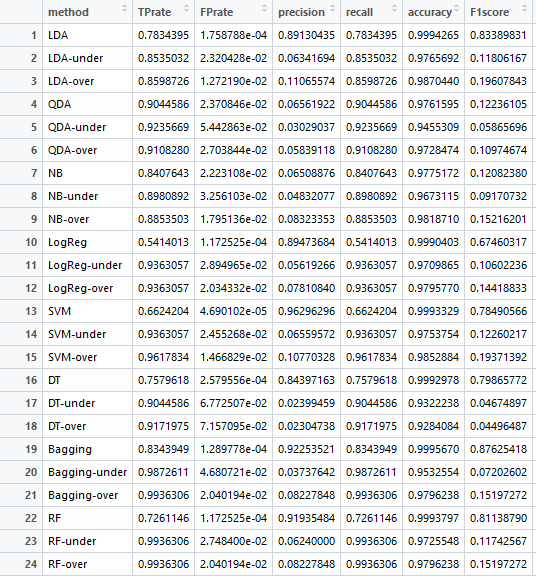 method TPrate FPrate precision recall accuracy F1score
1 LDA 0.7834395 1.758788e-04 0.89130435 0.7834395 0.9994265 0.83389831
2 LDA-under 0.8535032 2.320428e-02 0.06341694 0.8535032 0.9765692 0.11806167
3 LDA-over 0.8598726 1.272190e-02 0.11065574 0.8598726 0.9870440 0.19607843
4 QDA 0.9044586 2.370846e-02 0.06561922 0.9044586 0.9761595 0.12236105
5 QDA-under 0.9235669 5.442863e-02 0.03029037 0.9235669 0.9455309 0.05865696
6 QDA-over 0.9108280 2.703844e-02 0.05839118 0.9108280 0.9728474 0.10974674
7 NB 0.8407643 2.223108e-02 0.06508876 0.8407643 0.9775172 0.12082380
8 NB-under 0.8980892 3.256103e-02 0.04832077 0.8980892 0.9673115 0.09170732
9 NB-over 0.8853503 1.795136e-02 0.08323353 0.8853503 0.9818710 0.15216201
10 LogReg 0.5414013 1.172525e-04 0.89473684 0.5414013 0.9990403 0.67460317
11 LogReg-under 0.9363057 2.894965e-02 0.05619266 0.9363057 0.9709865 0.10602236
12 LogReg-over 0.9363057 2.034332e-02 0.07810840 0.9363057 0.9795770 0.14418833
13 SVM 0.6624204 4.690102e-05 0.96296296 0.6624204 0.9993329 0.78490566
14 SVM-under 0.9363057 2.455268e-02 0.06559572 0.9363057 0.9753754 0.12260217
15 SVM-over 0.9617834 1.466829e-02 0.10770328 0.9617834 0.9852884 0.19371392
16 DT 0.7579618 2.579556e-04 0.84397163 0.7579618 0.9992978 0.79865772
17 DT-under 0.9044586 6.772507e-02 0.02399459 0.9044586 0.9322238 0.04674897
18 DT-over 0.9171975 7.157095e-02 0.02304738 0.9171975 0.9284084 0.04496487
19 Bagging 0.8343949 1.289778e-04 0.92253521 0.8343949 0.9995670 0.87625418
20 Bagging-under 0.9872611 4.680721e-02 0.03737642 0.9872611 0.9532554 0.07202602
21 Bagging-over 0.9936306 2.040194e-02 0.08227848 0.9936306 0.9796238 0.15197272
22 RF 0.7261146 1.172525e-04 0.91935484 0.7261146 0.9993797 0.81138790
23 RF-under 0.9936306 2.748400e-02 0.06240000 0.9936306 0.9725548 0.11742567
24 RF-over 0.9936306 2.040194e-02 0.08227848 0.9936306 0.9796238 0.15197272